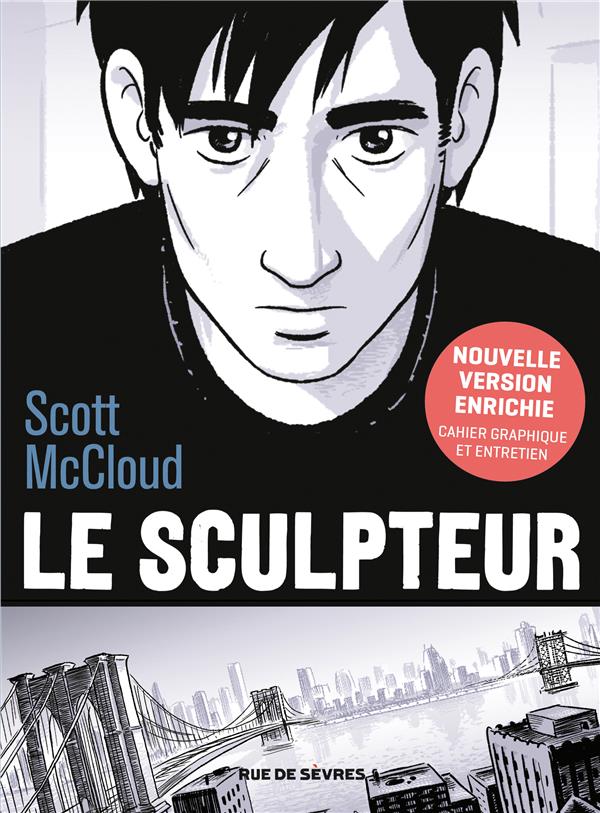 NOUVELLE
VERSION
ENRICHIE
CAHIER GRAPHIQUE
ET ENTRETIEN
Scott
McCloud
LE SCULPTEUR
RUE DE SÈVRES